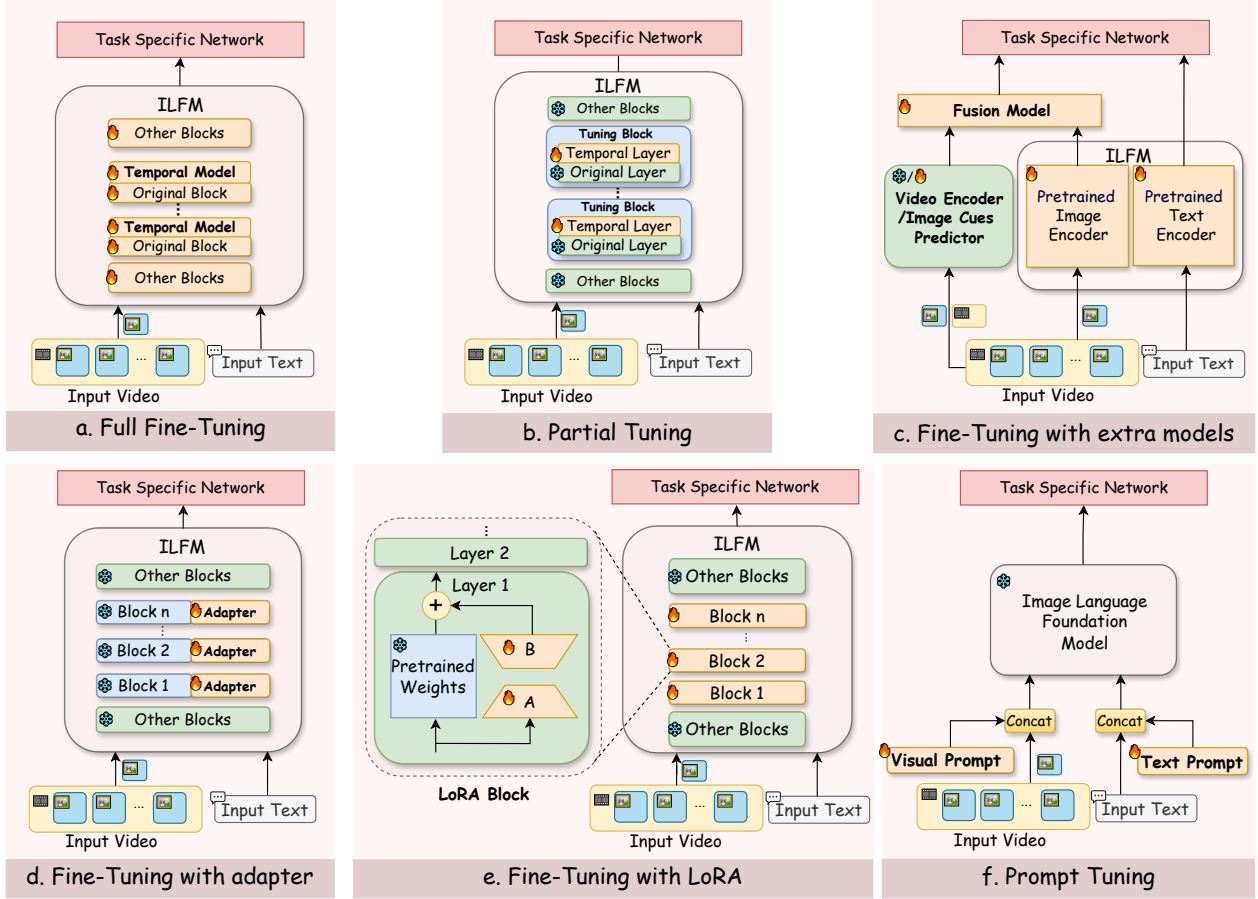 Task Specific Network
ILFM
Other Blocks
Temporal Model
Original Block
Temporal Model
Original Block
Other Blocks
...
Input Text
Input Video
a. Full Fine-Tuning
Task Specific Network
ILFM
Other Blocks
Tuning Block
Temporal Layer
Original Layer
Tuning Block
Temporal Layer
Original Layer
Other Blocks
...
Input Text
Input Video
b. Partial Tuning
Task Specific Network
Fusion Model
ILFM
/
Video Encoder
/Image Cues
Predictor
Pretrained
Image
Encoder
Pretrained
Text
Encoder
...
Input Text
Input Video
c. Fine-Tuning with extra models
Task Specific Network
ILFM
Other Blocks
Block n
Adapter
Block 2
Adapter
Block 1
Adapter
Other Blocks
...
Input Text
Input Video
d. Fine-Tuning with adapter
Layer 2
Layer 1
+
Pretrained
Weights
B
A
LoRA Block
Task Specific Network
ILFM
Other Blocks
Block n
Block 2
Block 1
Other Blocks
...
Input Text
Input Video
e. Fine-Tuning with LoRA
Task Specific Network
Image Language
Foundation
Model
Concat
Concat
Visual Prompt
Text Prompt
...
Input Text
Input Video
f. Prompt Tuning